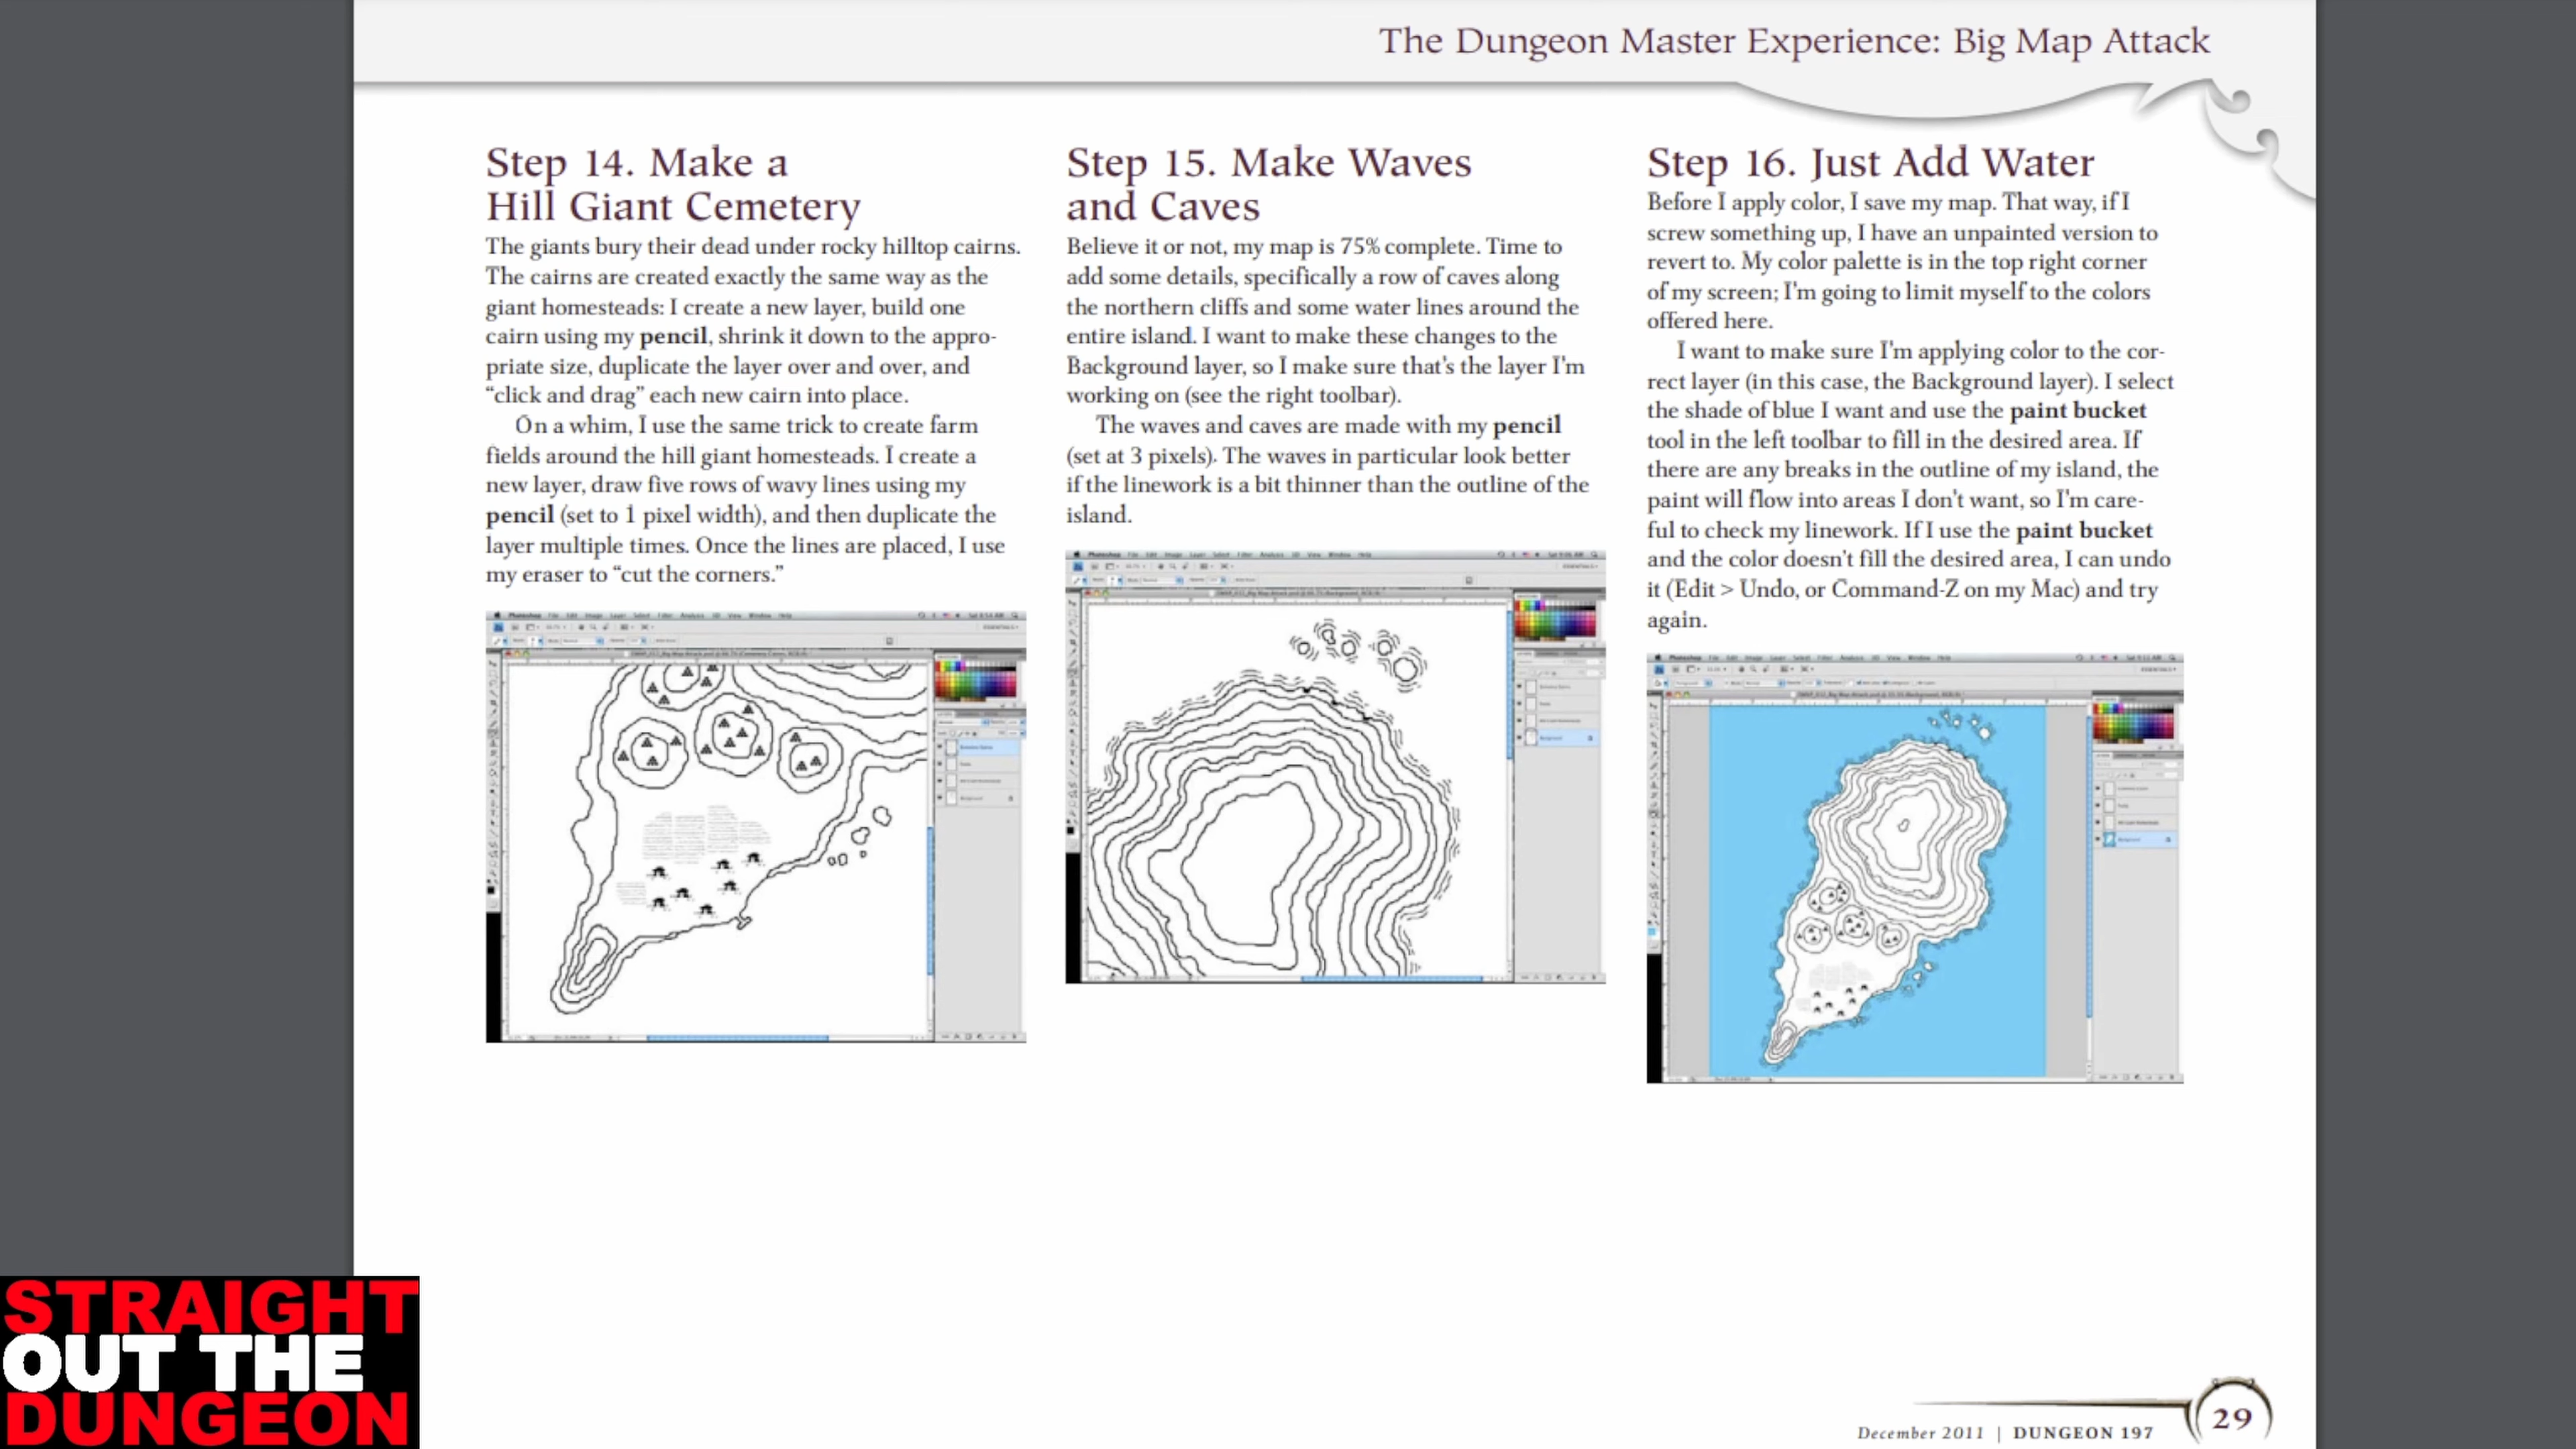 The Dungeon Master Experience: Big Map Attack
Step 14. Make a
Hill Giant Cemetery
The giants bury their dead under rocky hilltop cairns.
The cairns are created exactly the same way as the
giant homesteads: I create a new layer, build one
cairn using my pencil, shrink it down to the appro-
priate size, duplicate the layer over and over, and
“click and drag” each new cairn into place.
On a whim, I use the same trick to create farm
fields around the hill giant homesteads. I create a
new layer, draw five rows of wavy lines using my
pencil (set to 1 pixel width), and then duplicate the
layer multiple times. Once the lines are placed, I use
my eraser to “cut the corners.”
Step 15. Make Waves
and Caves
Believe it or not, my map is 75% complete. Time to
add some details, specifically a row of caves along
the northern cliffs and some water lines around the
entire island. I want to make these changes to the
Background layer, so I make sure that's the layer I'm
working on (see the right toolbar).
The waves and caves are made with my pencil
(set at 3 pixels). The waves in particular look better
if the linework is a bit thinner than the outline of the
island.
Step 16. Just Add Water
Before I apply color, I save my map. That way, if I
screw something up, I have an unpainted version to
revert to. My color palette is in the top right corner
of my screen; I'm going to limit myself to the colors
offered here.
I want to make sure I'm applying color to the cor-
rect layer (in this case, the Background layer). I select
the shade of blue I want and use the paint bucket
tool in the left toolbar to fill in the desired area. If
there are any breaks in the outline of my island, the
paint will flow into areas I don't want, so I'm care-
ful to check my linework. If I use the paint bucket
and the color doesn't fill the desired area, I can undo
it (Edit > Undo, or Command-Z on my Mac) and try
again.
STRAIGHT
OUT THE
DUNGEON
December 2011 | DUNGEON 197
29